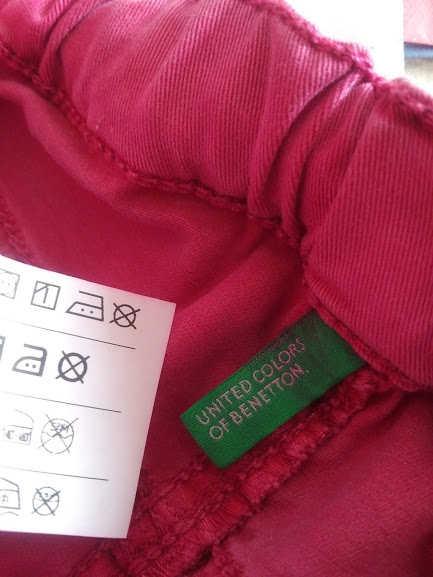 UNITED COLORS
OF BENETTON.